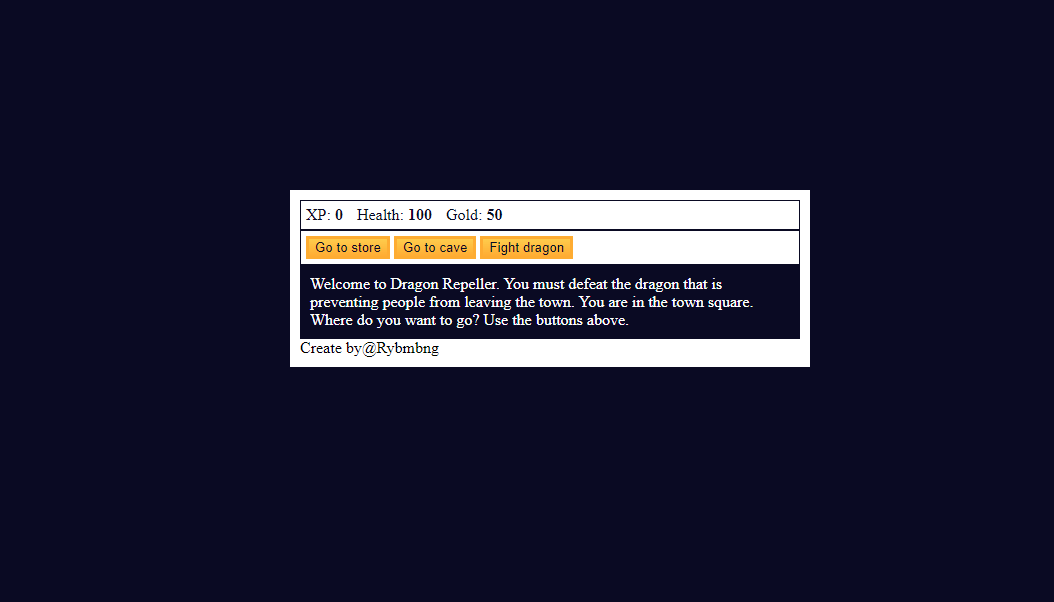 XP: 0 Health: 100 Gold: 50
Go to store Go to cave Fight dragon
Welcome to Dragon Repeller. You must defeat the dragon that is
preventing people from leaving the town. You are in the town square.
Where do you want to go? Use the buttons above.
Create by@Rybmbng